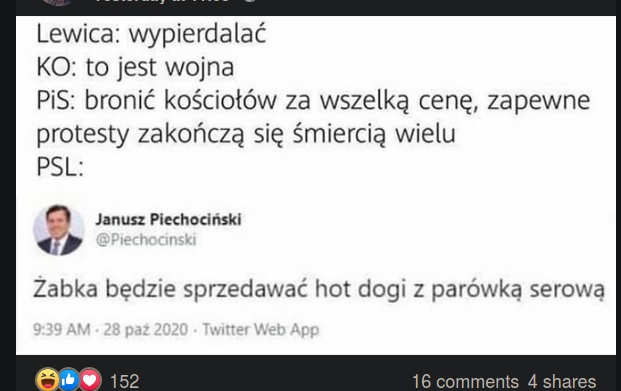 Lewica: wypierdalać
KO: to jest wojna
PiS: bronić kościołów za wszelką cenę, zapewne
protesty zakończą się śmiercią wielu
PSL:
Janusz Piechociński
@Piechocinski
Żabka będzie sprzedawać hot dogi z parówką serową
9:39 AM · 28 paź 2020 · Twitter Web App
152
16 comments 4 shares